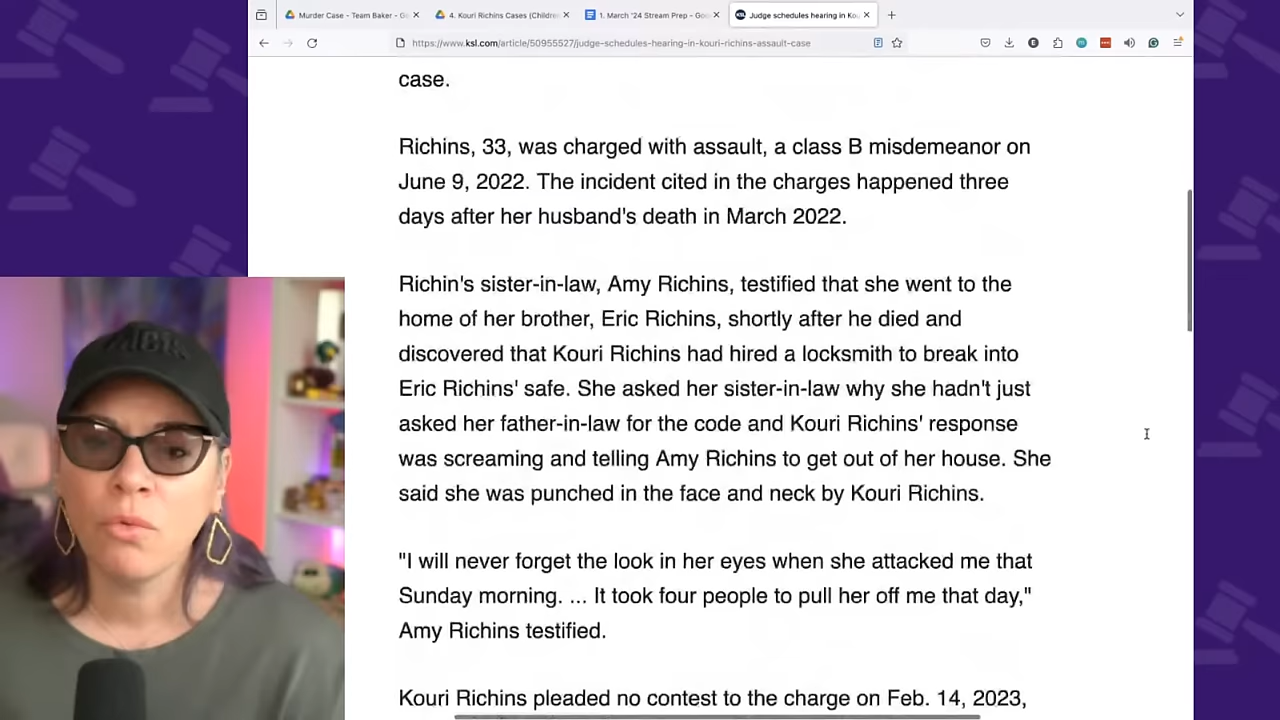 Murder Case - Team Baker - Go
4. Kouri Richins Cases (Childre
1. March '24 Stream Prep - Goo
KSL
Judge schedules hearing in Kou
https://www.ksl.com/article/50955527/judge-schedules-hearing-in-kouri-richins-assault-case
case.
Richins, 33, was charged with assault, a class B misdemeanor on
June 9, 2022. The incident cited in the charges happened three
days after her husband's death in March 2022.
Richin's sister-in-law, Amy Richins, testified that she went to the
home of her brother, Eric Richins, shortly after he died and
discovered that Kouri Richins had hired a locksmith to break into
Eric Richins' safe. She asked her sister-in-law why she hadn't just
asked her father-in-law for the code and Kouri Richins' response
was screaming and telling Amy Richins to get out of her house. She
said she was punched in the face and neck by Kouri Richins.
"I will never forget the look in her eyes when she attacked me that
Sunday morning. ... It took four people to pull her off me that day,"
Amy Richins testified.
Kouri Richins pleaded no contest to the charge on Feb. 14, 2023,